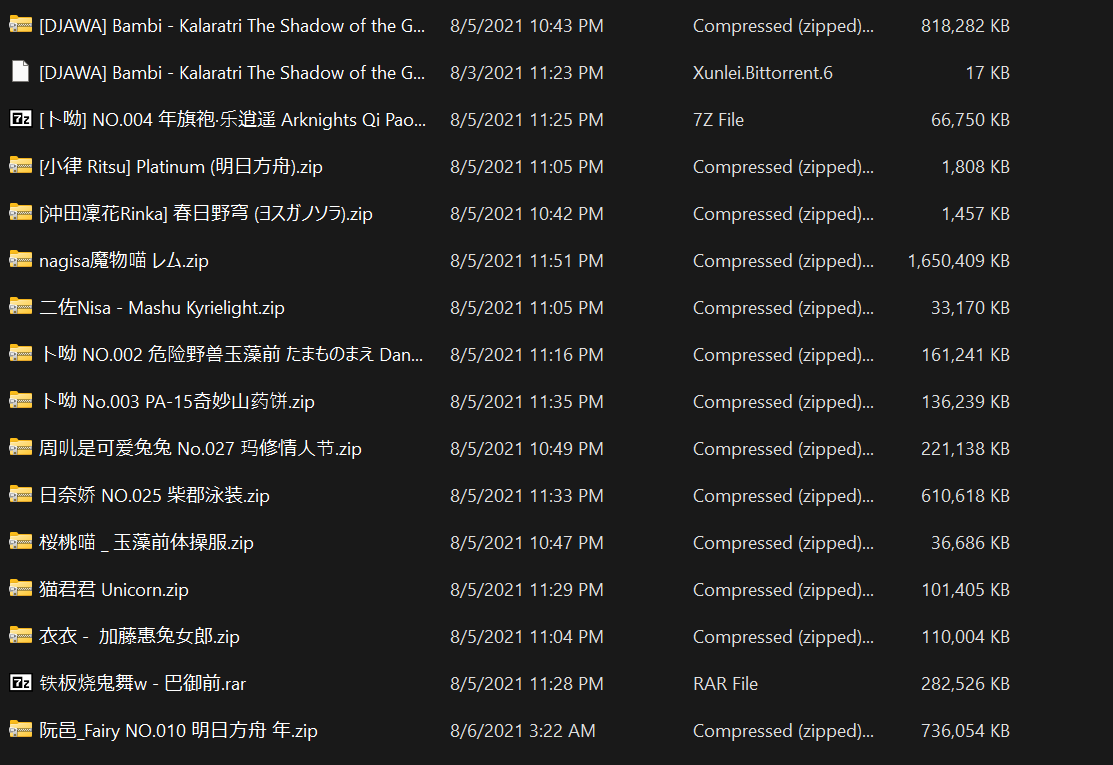 [DJAWA] Bambi - Kalaratri The Shadow of the G... 8/5/2021 10:43 PM Compressed (zipped)... 818,282 KB
[DJAWA] Bambi - Kalaratri The Shadow of the G... 8/3/2021 11:23 PM Xunlei.Bittorrent.6 17 KB
[卜呦] NO.004 年旗袍·乐逍遥 Arknights Qi Pao... 8/5/2021 11:25 PM 7Z File 66,750 KB
[小律 Ritsu] Platinum (明日方舟).zip 8/5/2021 11:05 PM Compressed (zipped)... 1,808 KB
[沖田凜花Rinka] 春日野穹 (ヨスガノソラ).zip 8/5/2021 10:42 PM Compressed (zipped)... 1,457 KB
nagisa魔物喵 レム.zip 8/5/2021 11:51 PM Compressed (zipped)... 1,650,409 KB
二佐Nisa - Mashu Kyrielight.zip 8/5/2021 11:05 PM Compressed (zipped)... 33,170 KB
卜呦 NO.002 危险野兽玉藻前 たまものまえ Dan... 8/5/2021 11:16 PM Compressed (zipped)... 161,241 KB
卜呦 No.003 PA-15奇妙山药饼.zip 8/5/2021 11:35 PM Compressed (zipped)... 136,239 KB
周叽是可爱兔兔 No.027 玛修情人节.zip 8/5/2021 10:49 PM Compressed (zipped)... 221,138 KB
日奈娇 NO.025 柴郡泳装.zip 8/5/2021 11:33 PM Compressed (zipped)... 610,618 KB
桜桃喵 _ 玉藻前体操服.zip 8/5/2021 10:47 PM Compressed (zipped)... 36,686 KB
猫君君 Unicorn.zip 8/5/2021 11:29 PM Compressed (zipped)... 101,405 KB
衣衣 - 加藤惠兔女郎.zip 8/5/2021 11:04 PM Compressed (zipped)... 110,004 KB
铁板烧鬼舞w - 巴御前.rar 8/5/2021 11:28 PM RAR File 282,526 KB
阮邑_Fairy NO.010 明日方舟 年.zip 8/6/2021 3:22 AM Compressed (zipped)... 736,054 KB